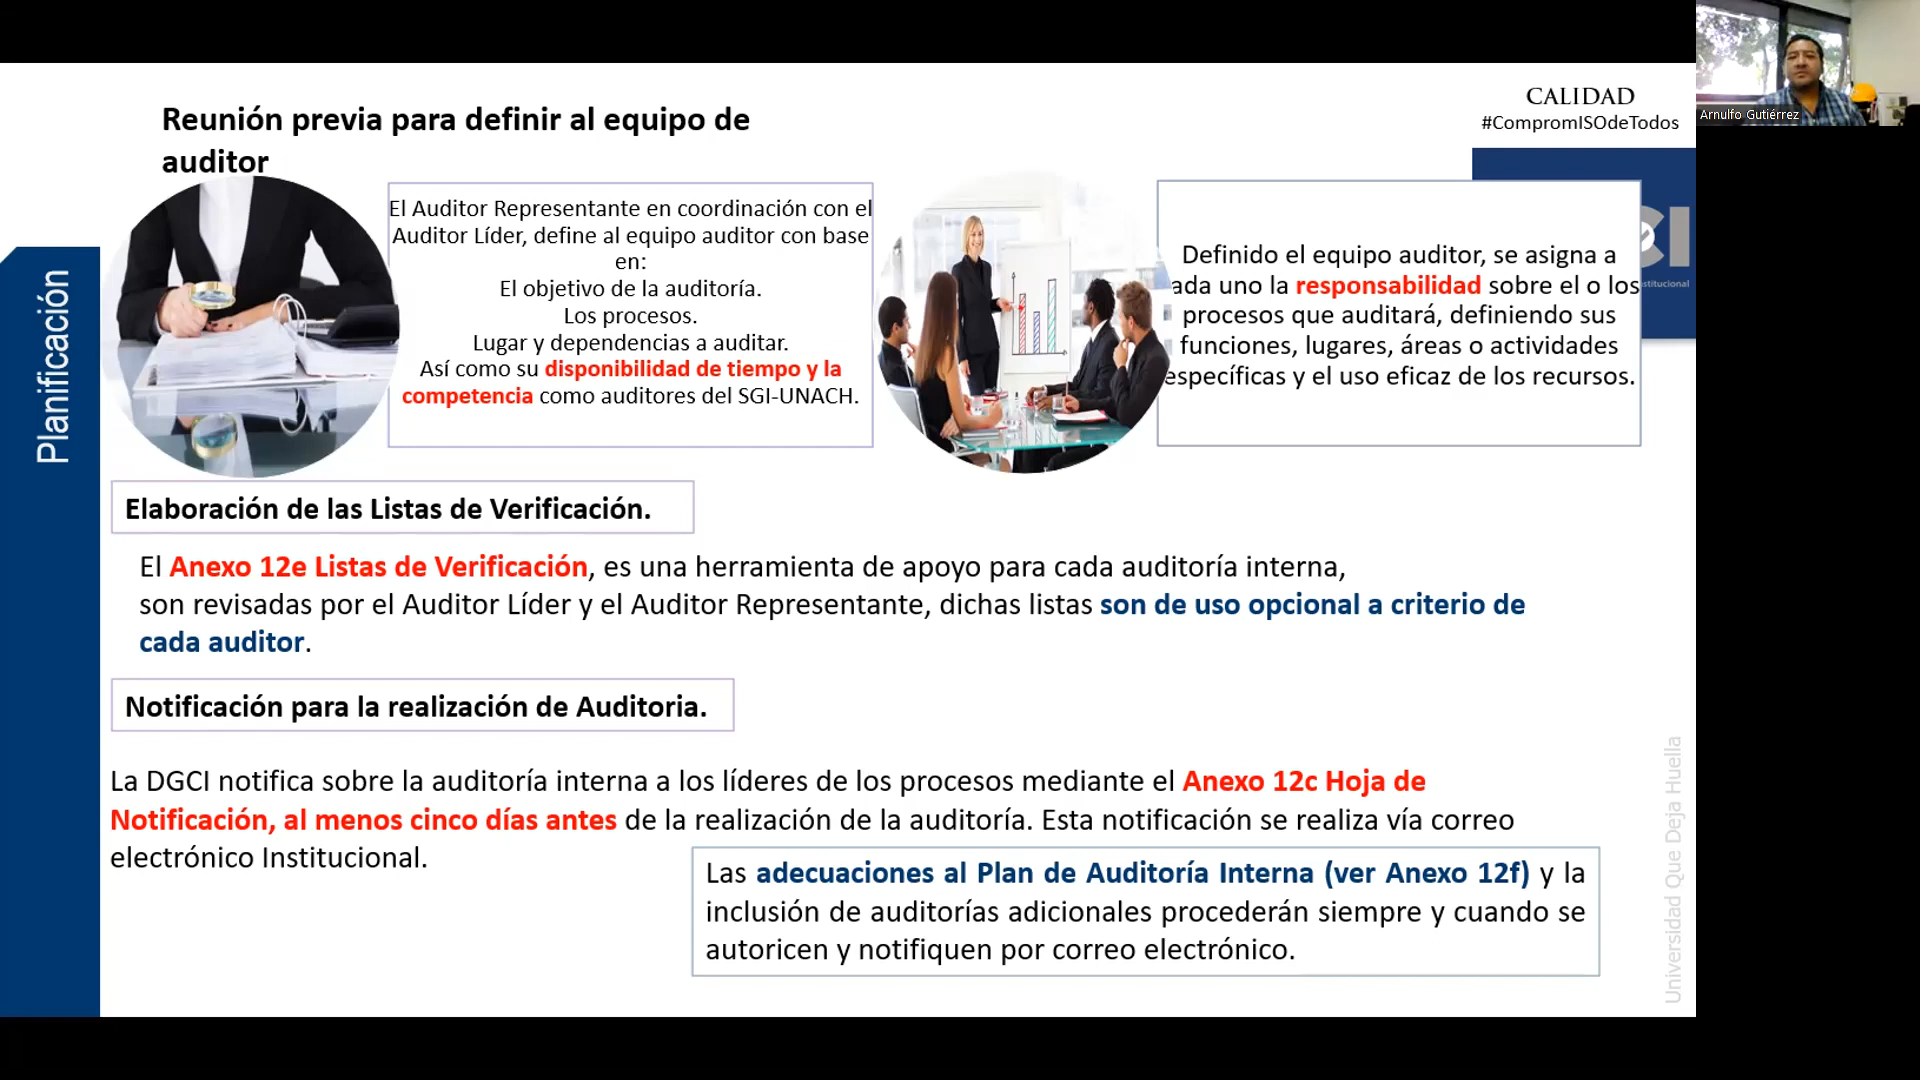 Reunión previa para definir al equipo de
auditor
CALIDAD
#CompromISOdeTodos
Arnulfo Gutiérrez
Planificación
El Auditor Representante en coordinación con el
Auditor Líder, define al equipo auditor con base
en:
El objetivo de la auditoría.
Los procesos.
Lugar y dependencias a auditar.
Así como su disponibilidad de tiempo y la
competencia como auditores del SGI-UNACH.
Definido el equipo auditor, se asigna a
ada uno la responsabilidad sobre el o los
procesos que auditará, definiendo sus
funciones, lugares, áreas o actividades
específicas y el uso eficaz de los recursos.
CI
stitucional
Elaboración de las Listas de Verificación.
El Anexo 12e Listas de Verificación, es una herramienta de apoyo para cada auditoría interna,
son revisadas por el Auditor Líder y el Auditor Representante, dichas listas son de uso opcional a criterio de
cada auditor.
Notificación para la realización de Auditoria.
La DGCI notifica sobre la auditoría interna a los líderes de los procesos mediante el Anexo 12c Hoja de
Notificación, al menos cinco días antes de la realización de la auditoría. Esta notificación se realiza vía correo
electrónico Institucional.
Las adecuaciones al Plan de Auditoría Interna (ver Anexo 12f) y la
inclusión de auditorías adicionales procederán siempre y cuando se
autoricen y notifiquen por correo electrónico.
Universidad Que Deja Huella